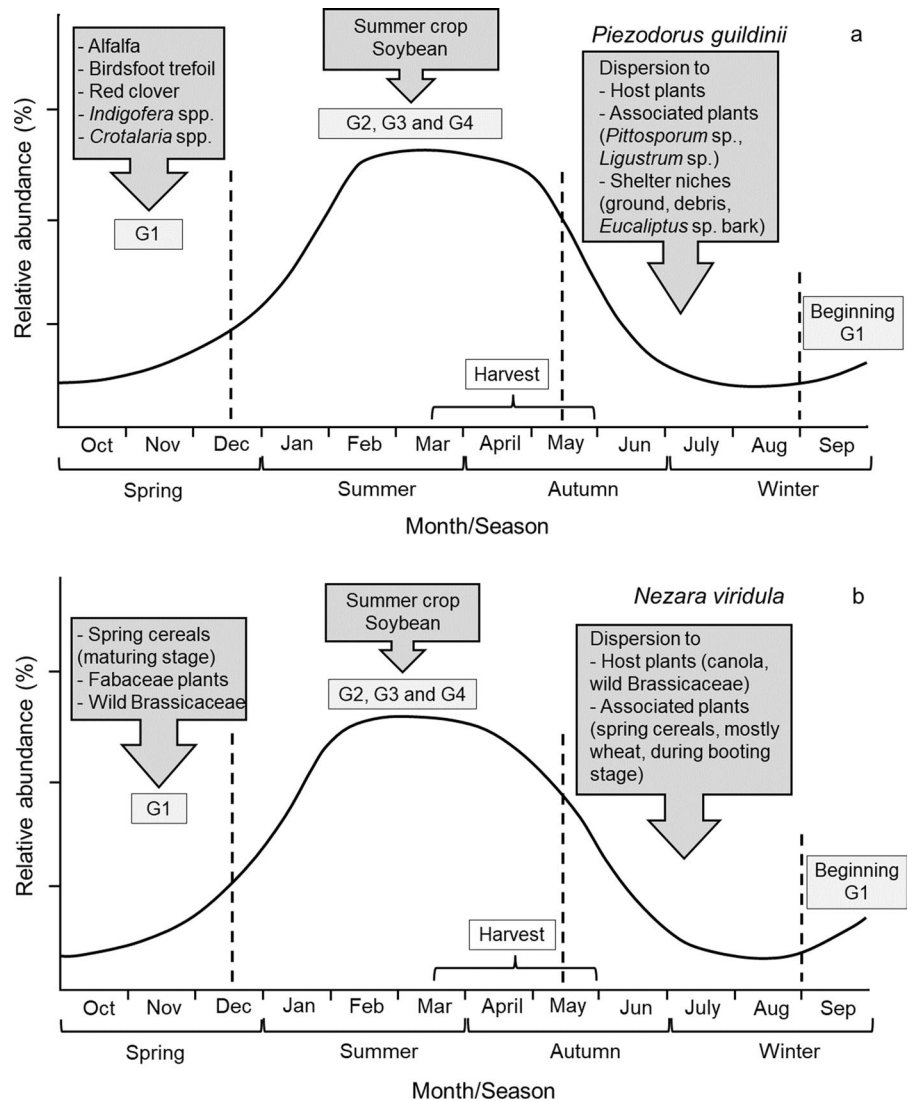 Piezodorus guildinii
a
- Alfalfa
- Birdsfoot trefoil
- Red clover
- Indigofera spp.
- Crotalaria spp.
G1
Summer crop
Soybean
G2, G3 and G4
Dispersion to
- Host plants
- Associated plants
(Pittosporum sp.,
Ligustrum sp.)
- Shelter niches
(ground, debris,
Eucaliptus sp. bark)
Beginning
G1
Harvest
Relative abundance (%)
Oct Nov Dec Jan Feb Mar April May Jun July Aug Sep
Spring Summer Autumn Winter
Month/Season
Nezara viridula
b
- Spring cereals
(maturing stage)
- Fabaceae plants
- Wild Brassicaceae
G1
Summer crop
Soybean
G2, G3 and G4
Dispersion to
- Host plants (canola,
wild Brassicaceae)
- Associated plants
(spring cereals, mostly
wheat, during booting
stage)
Beginning
G1
Harvest
Relative abundance (%)
Oct Nov Dec Jan Feb Mar April May Jun July Aug Sep
Spring Summer Autumn Winter
Month/Season